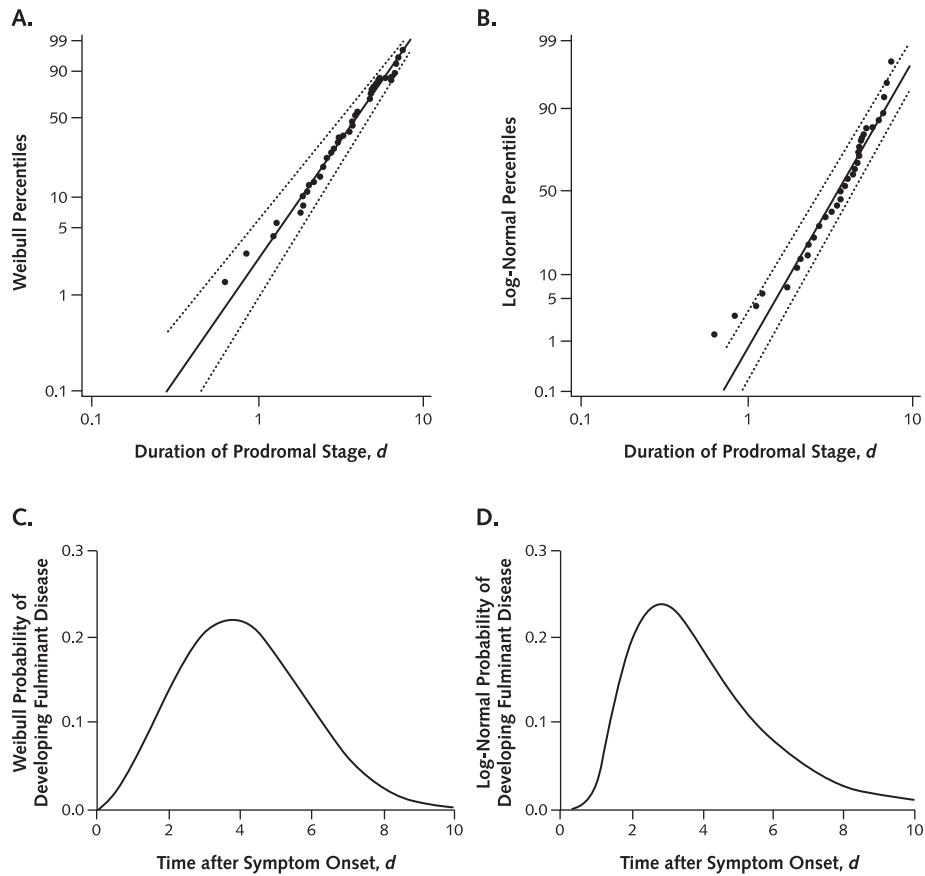 A.
Weibull Percentiles
99
90
50
10
5
1
0.1
0.1
1
10
Duration of Prodromal Stage, d
B.
Log-Normal Percentiles
99
90
50
10
5
1
0.1
0.1
1
10
Duration of Prodromal Stage, d
C.
Weibull Probability of
Developing Fulminant Disease
0.3
0.2
0.1
0.0
0
2
4
6
8
10
Time after Symptom Onset, d
D.
Log-Normal Probability of
Developing Fulminant Disease
0.3
0.2
0.1
0.0
0
2
4
6
8
10
Time after Symptom Onset, d